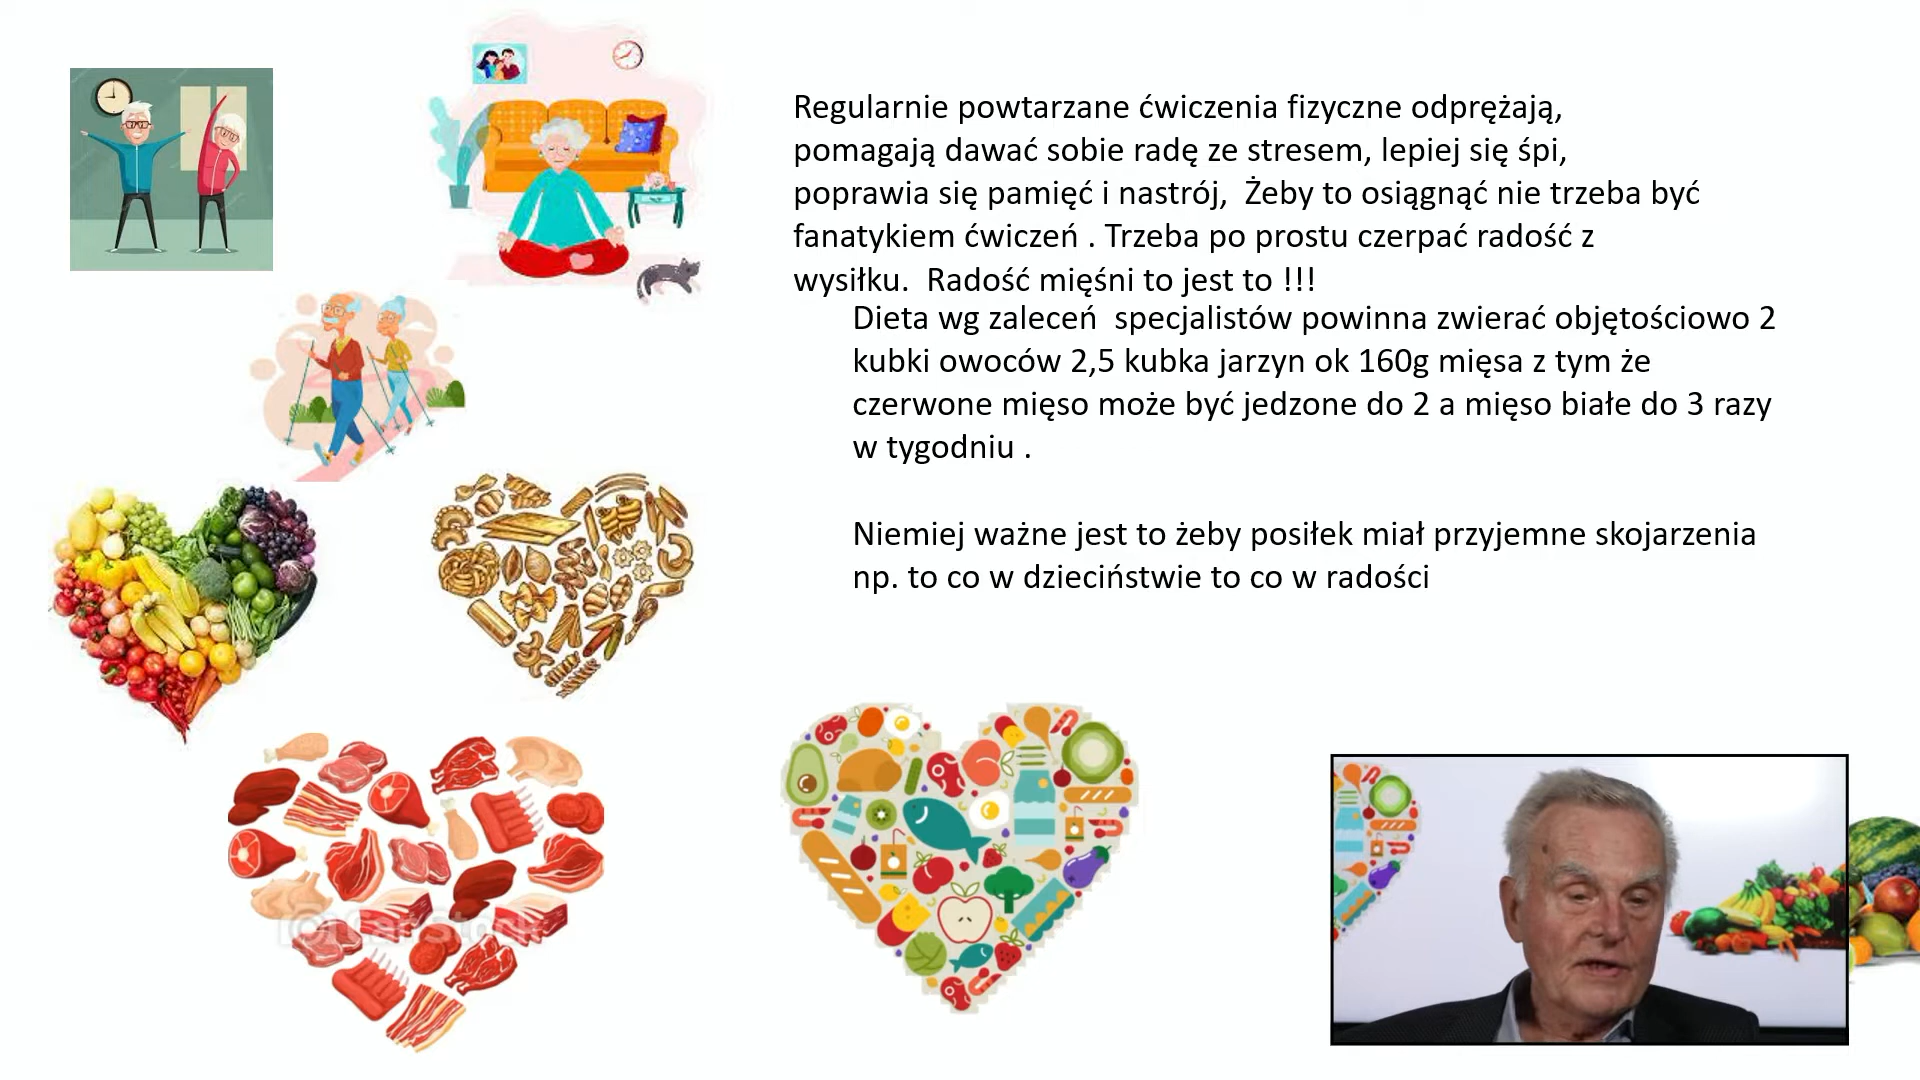 Regularnie powtarzane ćwiczenia fizyczne odprężają,
pomagają dawać sobie radę ze stresem, lepiej się śpi,
poprawia się pamięć i nastrój,  Żeby to osiągnąć nie trzeba być
fanatykiem ćwiczeń . Trzeba po prostu czerpać radość z
wysiłku.  Radość mięśni to jest to !!!
Dieta wg zaleceń  specjalistów powinna zwierać objętościowo 2
kubki owoców 2,5 kubka jarzyn ok 160g mięsa z tym że
czerwone mięso może być jedzone do 2 a mięso białe do 3 razy
w tygodniu .
Niemiej ważne jest to żeby posiłek miał przyjemne skojarzenia
np. to co w dzieciństwie to co w radości